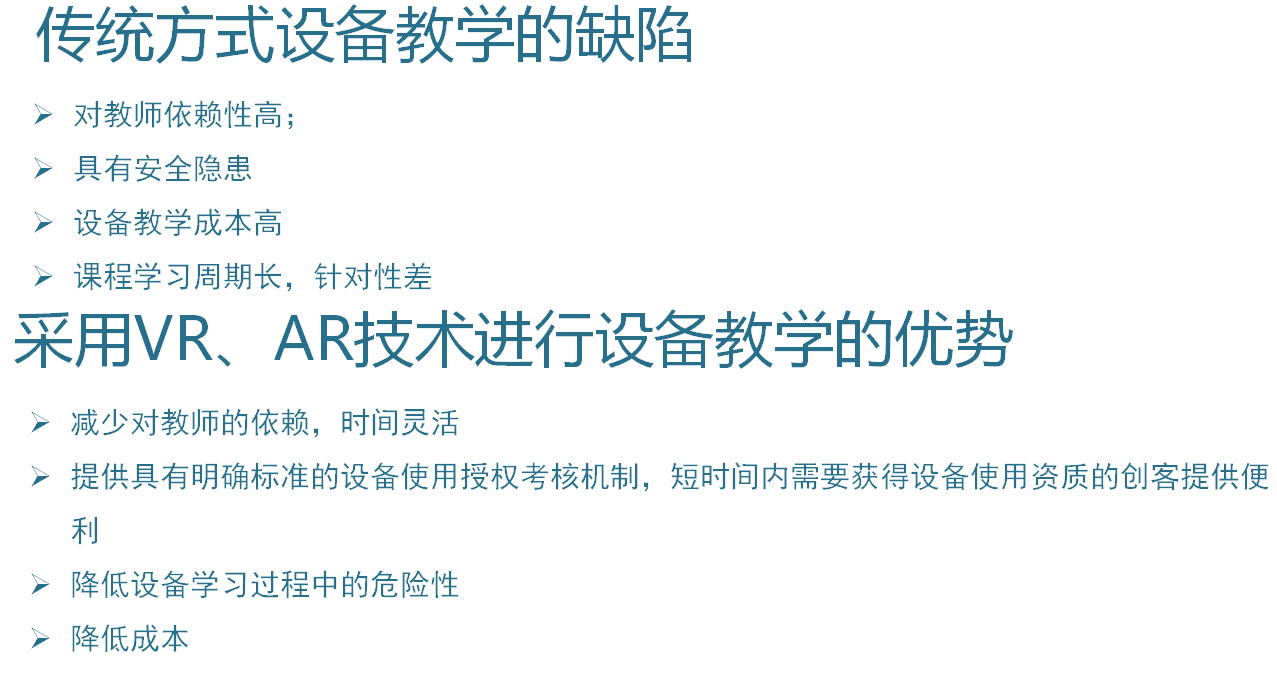 传统方式设备教学的缺陷
➢ 对教师依赖性高；
➢ 具有安全隐患
➢ 设备教学成本高
➢ 课程学习周期长，针对性差
采用VR、AR技术进行设备教学的优势
➢ 减少对教师的依赖，时间灵活
➢ 提供具有明确标准的设备使用授权考核机制，短时间内需要获得设备使用资质的创客提供便
利
➢ 降低设备学习过程中的危险性
➢ 降低成本